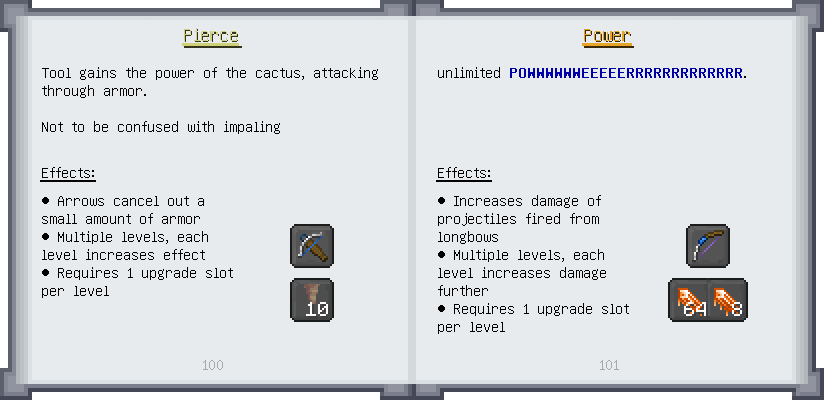 Pierce
Tool gains the power of the cactus, attacking
through armor.
Not to be confused with impaling
Effects:
● Arrows cancel out a
small amount of armor
● Multiple levels, each
level increases effect
● Requires 1 upgrade slot
per level
10
100
Power
unlimited POWWWWWWEEEEERRRRRRRRRRRRR.
Effects:
● Increases damage of
projectiles fired from
longbows
● Multiple levels, each
level increases damage
further
● Requires 1 upgrade slot
per level
64 8
101